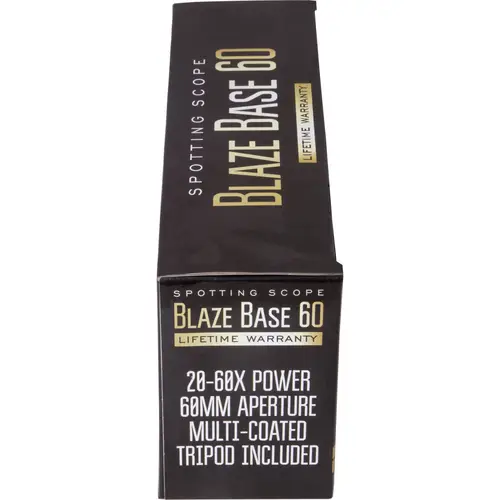 SPOTTING SCOPE
BLAZE BASE 60
LIFETIME WARRANTY
SPOTTING SCOPE
BLAZE BASE 60
LIFETIME WARRANTY
20-60X POWER
60MM APERTURE
MULTI-COATED
TRIPOD INCLUDED